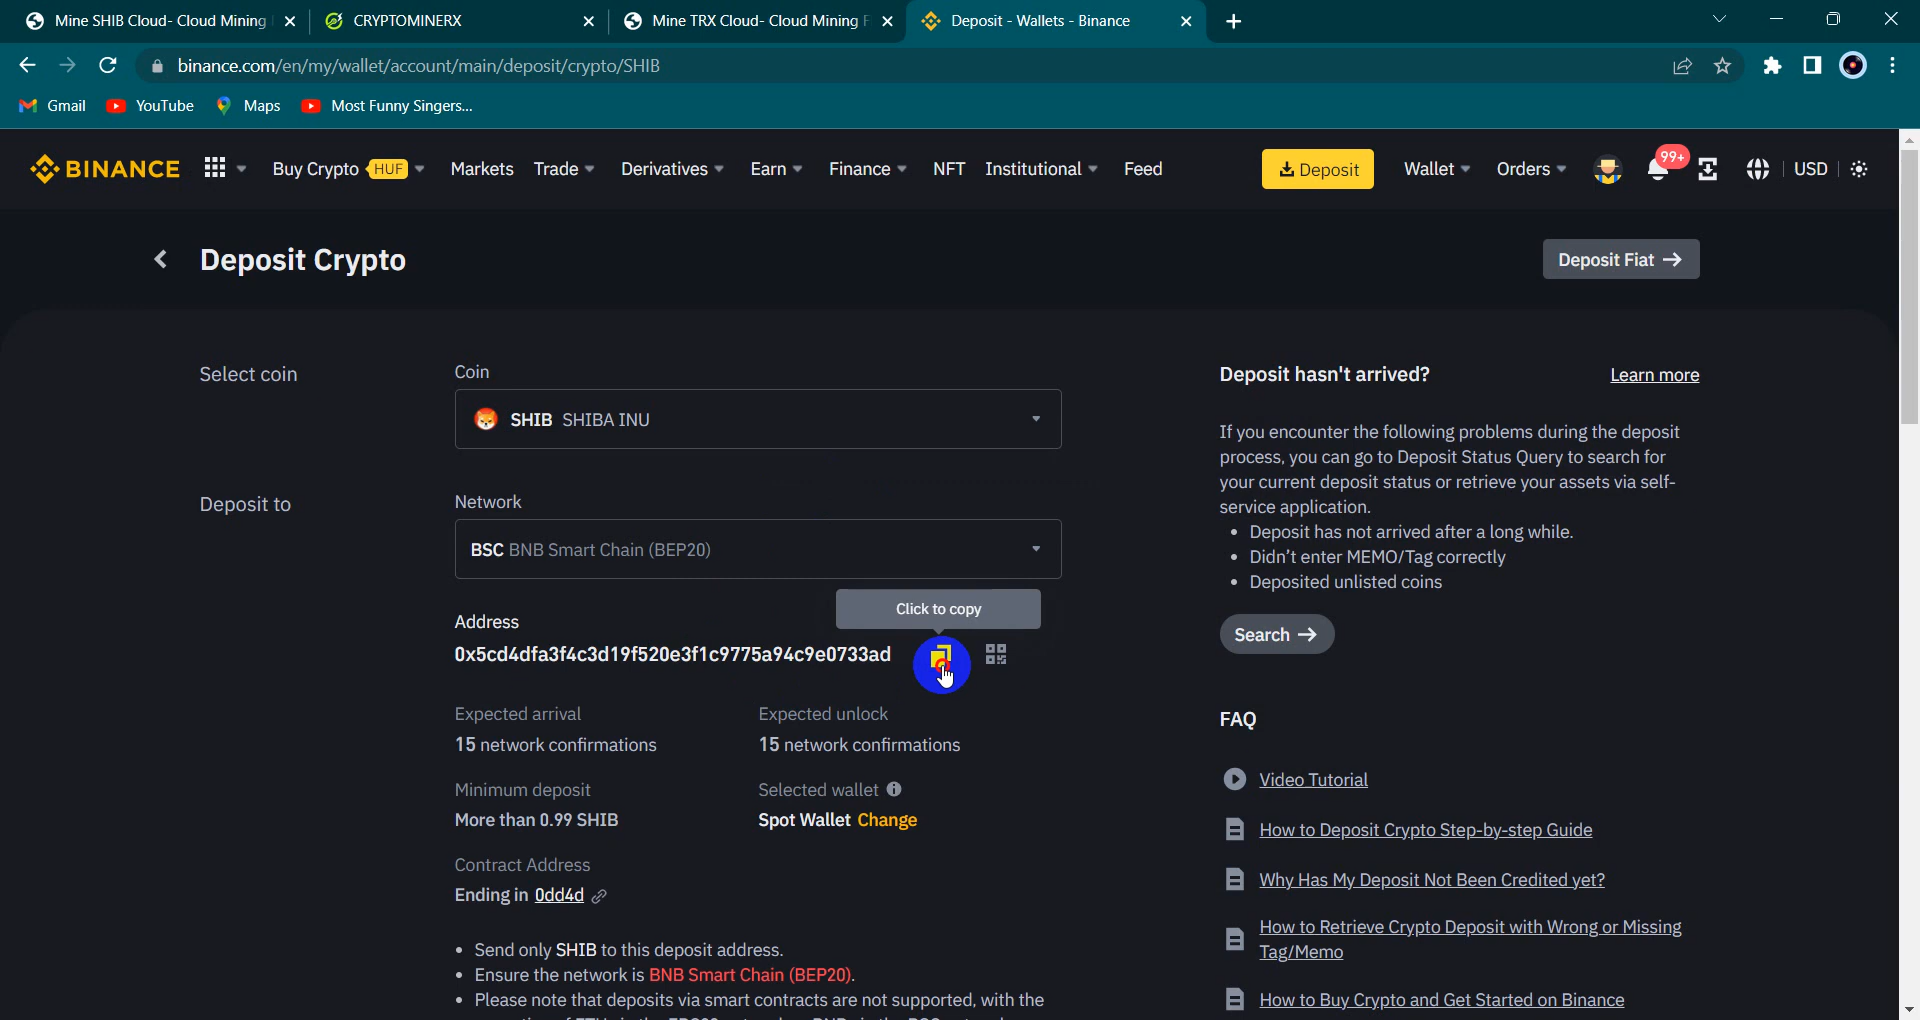 Mine SHIB Cloud- Cloud Mining
CRYPTOMINERX
Mine TRX Cloud- Cloud Mining F
Deposit - Wallets - Binance
binance.com/en/my/wallet/account/main/deposit/crypto/SHIB
Gmail
YouTube
Maps
Most Funny Singers...
BINANCE
Buy Crypto HUF
Markets
Trade
Derivatives
Earn
Finance
NFT
Institutional
Feed
Deposit
Wallet
Orders
99+
USD
Deposit Crypto
Deposit Fiat →
Select coin
Coin
SHIB SHIBA INU
Deposit to
Network
BSC BNB Smart Chain (BEP20)
Click to copy
Address
0x5cd4dfa3f4c3d19f520e3f1c9775a94c9e0733ad
Expected arrival
15 network confirmations
Expected unlock
15 network confirmations
Minimum deposit
More than 0.99 SHIB
Selected wallet
Spot Wallet Change
Contract Address
Ending in 0dd4d
• Send only SHIB to this deposit address.
• Ensure the network is BNB Smart Chain (BEP20).
• Please note that deposits via smart contracts are not supported, with the
Deposit hasn't arrived?
Learn more
If you encounter the following problems during the deposit
process, you can go to Deposit Status Query to search for
your current deposit status or retrieve your assets via self-
service application.
• Deposit has not arrived after a long while.
• Didn't enter MEMO/Tag correctly
• Deposited unlisted coins
Search →
FAQ
Video Tutorial
How to Deposit Crypto Step-by-step Guide
Why Has My Deposit Not Been Credited yet?
How to Retrieve Crypto Deposit with Wrong or Missing
Tag/Memo
How to Buy Crypto and Get Started on Binance